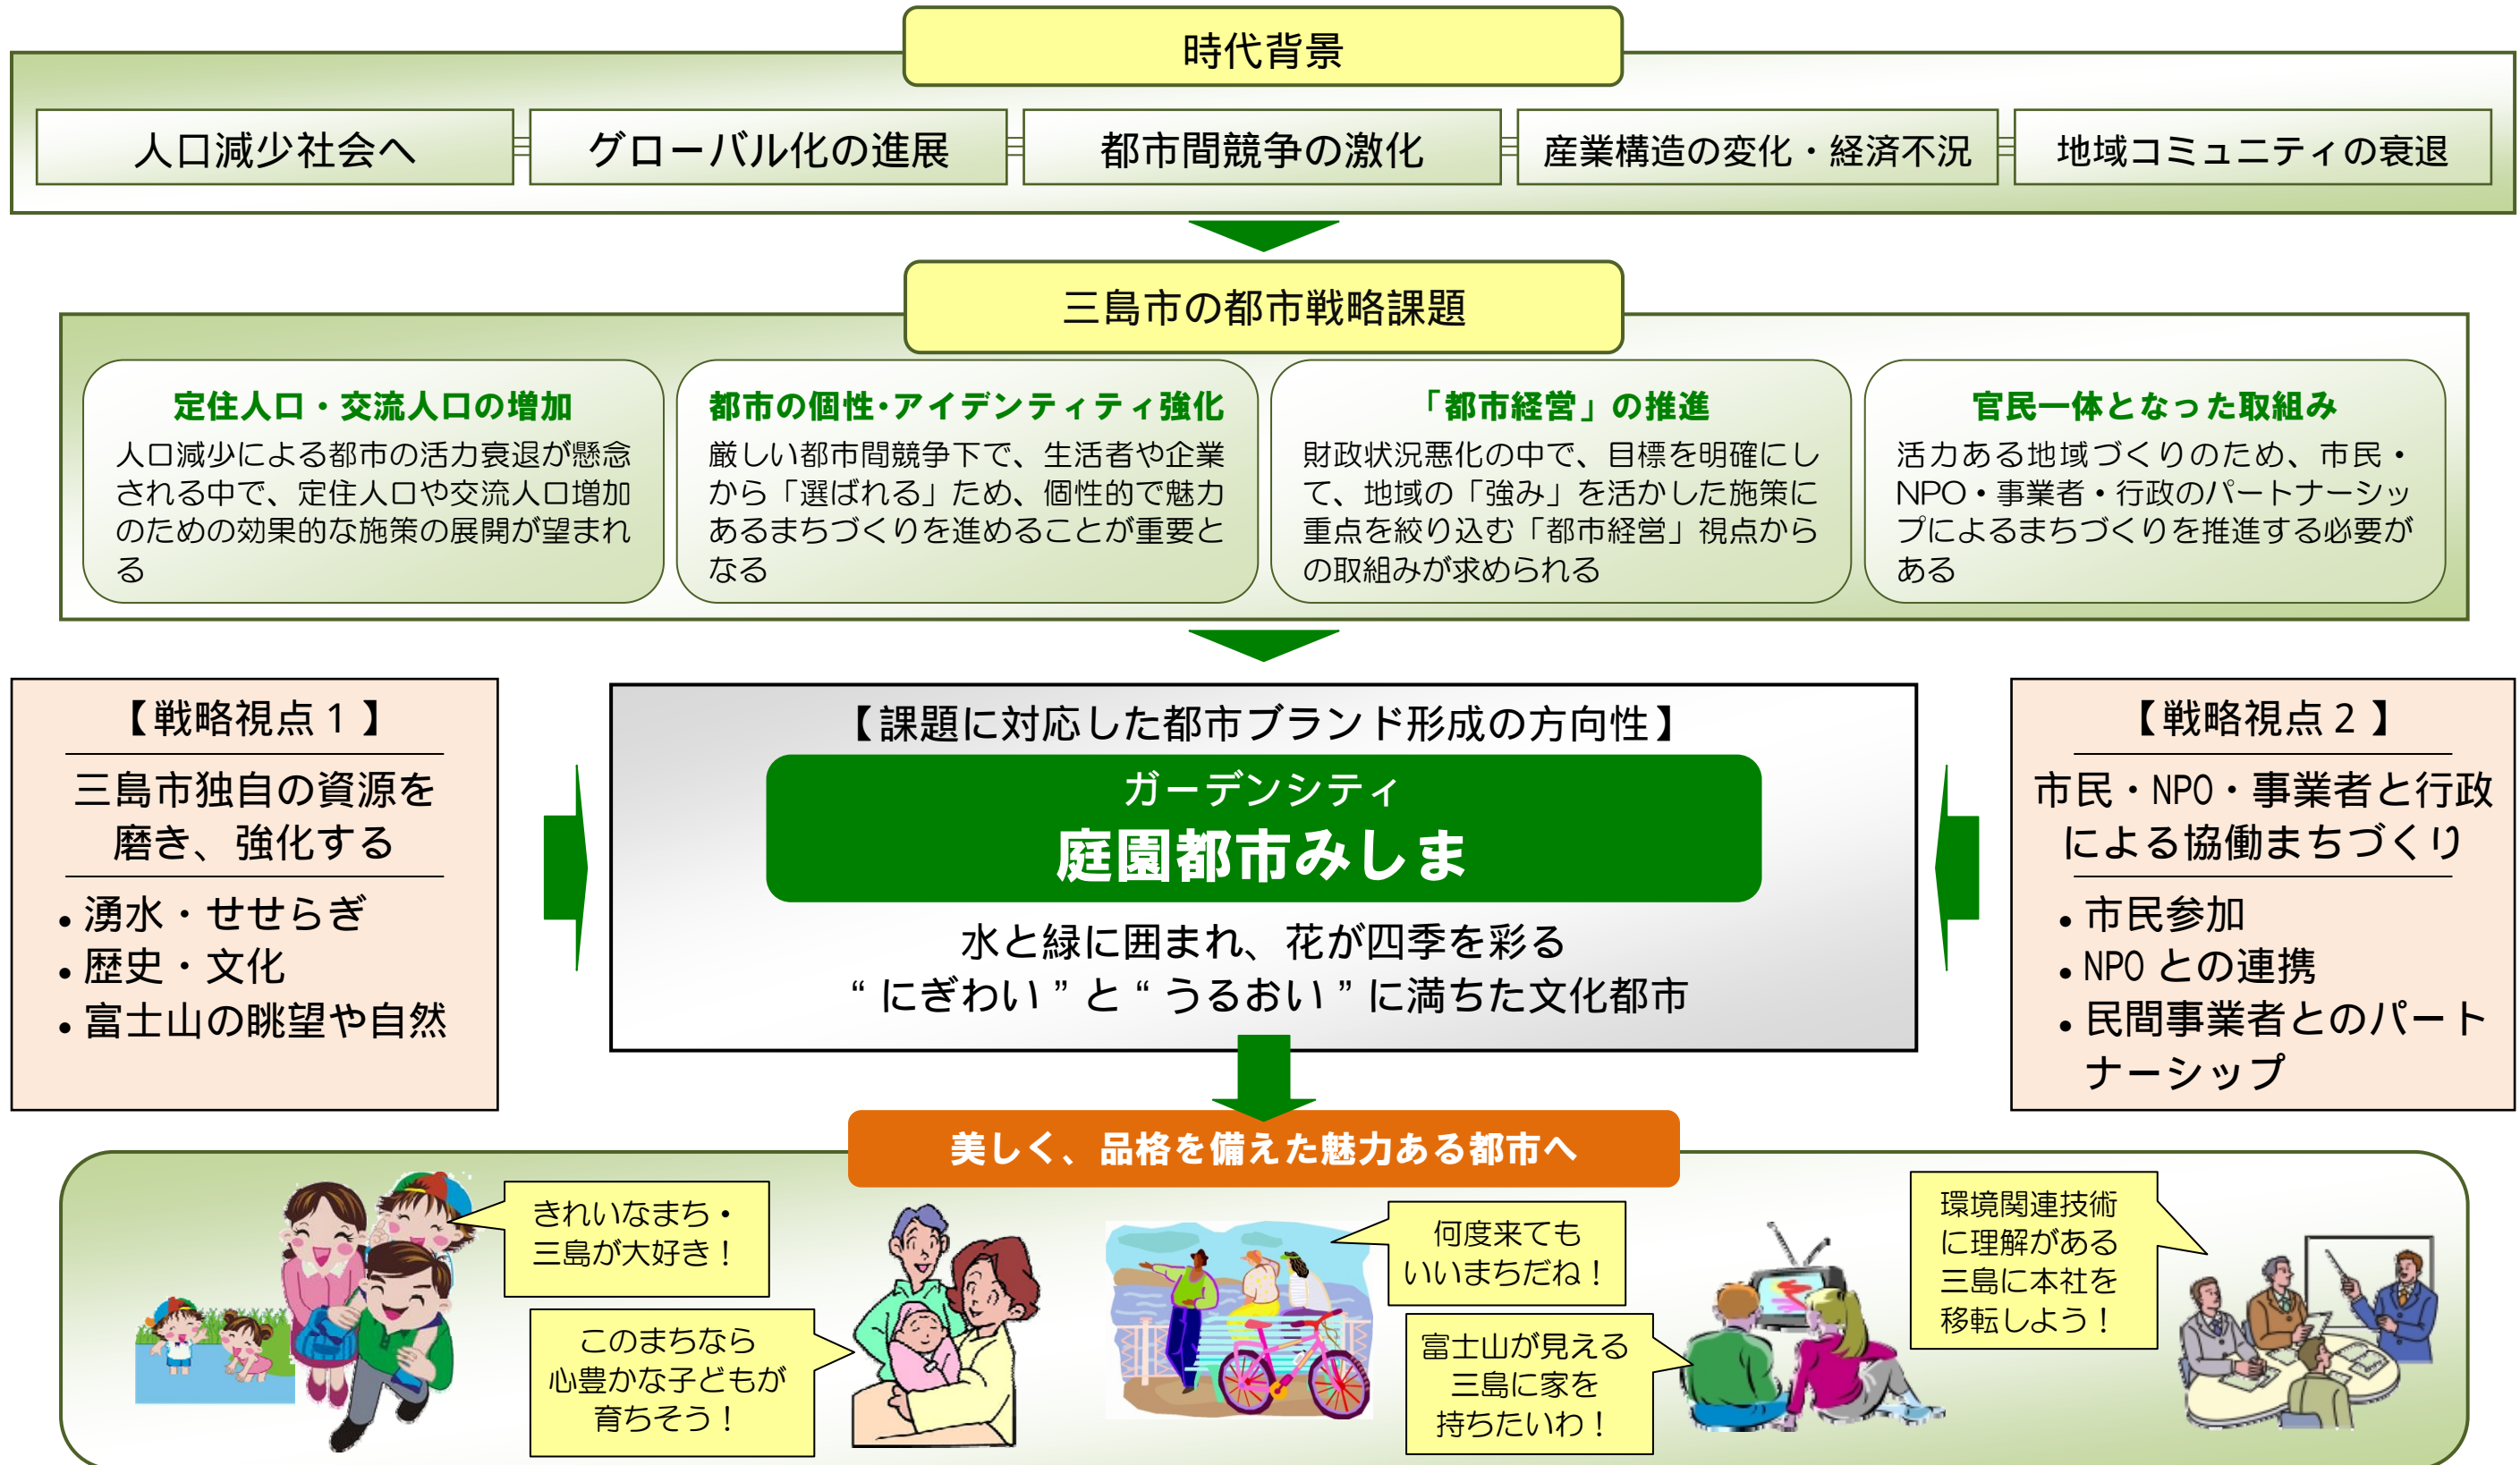 時代背景
人口減少社会へ
グローバル化の進展
都市間競争の激化
産業構造の変化・経済不況
地域コミュニティの衰退
三島市の都市戦略課題
定住人口・交流人口の増加
人口減少による都市の活力衰退が懸念
される中で、定住人口や交流人口増加
のための効果的な施策の展開が望まれ
る
都市の個性・アイデンティティ強化
厳しい都市間競争下で、生活者や企業
から「選ばれる」ため、個性的で魅力
あるまちづくりを進めることが重要と
なる
「都市経営」の推進
財政状況悪化の中で、目標を明確にし
て、地域の「強み」を活かした施策に
重点を絞り込む「都市経営」視点から
の取組みが求められる
官民一体となった取組み
活力ある地域づくりのため、市民・
NPO・事業者・行政のパートナーシッ
プによるまちづくりを推進する必要が
ある
【戦略視点１】
三島市独自の資源を
磨き、強化する
・湧水・せせらぎ
・歴史・文化
・富士山の眺望や自然
【課題に対応した都市ブランド形成の方向性】
ガーデンシティ
庭園都市みしま
水と緑に囲まれ、花が四季を彩る
“にぎわい”と“うるおい”に満ちた文化都市
【戦略視点２】
市民・NPO・事業者と行政
による協働まちづくり
・市民参加
・NPOとの連携
・民間事業者とのパート
ナーシップ
美しく、品格を備えた魅力ある都市へ
きれいなまち・
三島が大好き！
このまちなら
心豊かな子どもが
育ちそう！
何度来ても
いいまちだね！
富士山が見える
三島に家を
持ちたいわ！
環境関連技術
に理解がある
三島に本社を
移転しよう！